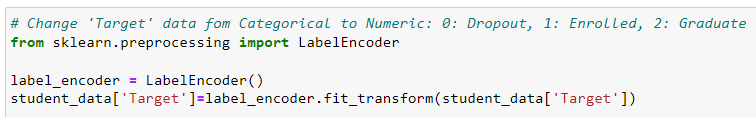 # Change 'Target' data fom Categorical to Numeric: 0: Dropout, 1: Enrolled, 2: Graduate
from sklearn.preprocessing import LabelEncoder
label_encoder = LabelEncoder()
student_data['Target']=label_encoder.fit_transform(student_data['Target'])